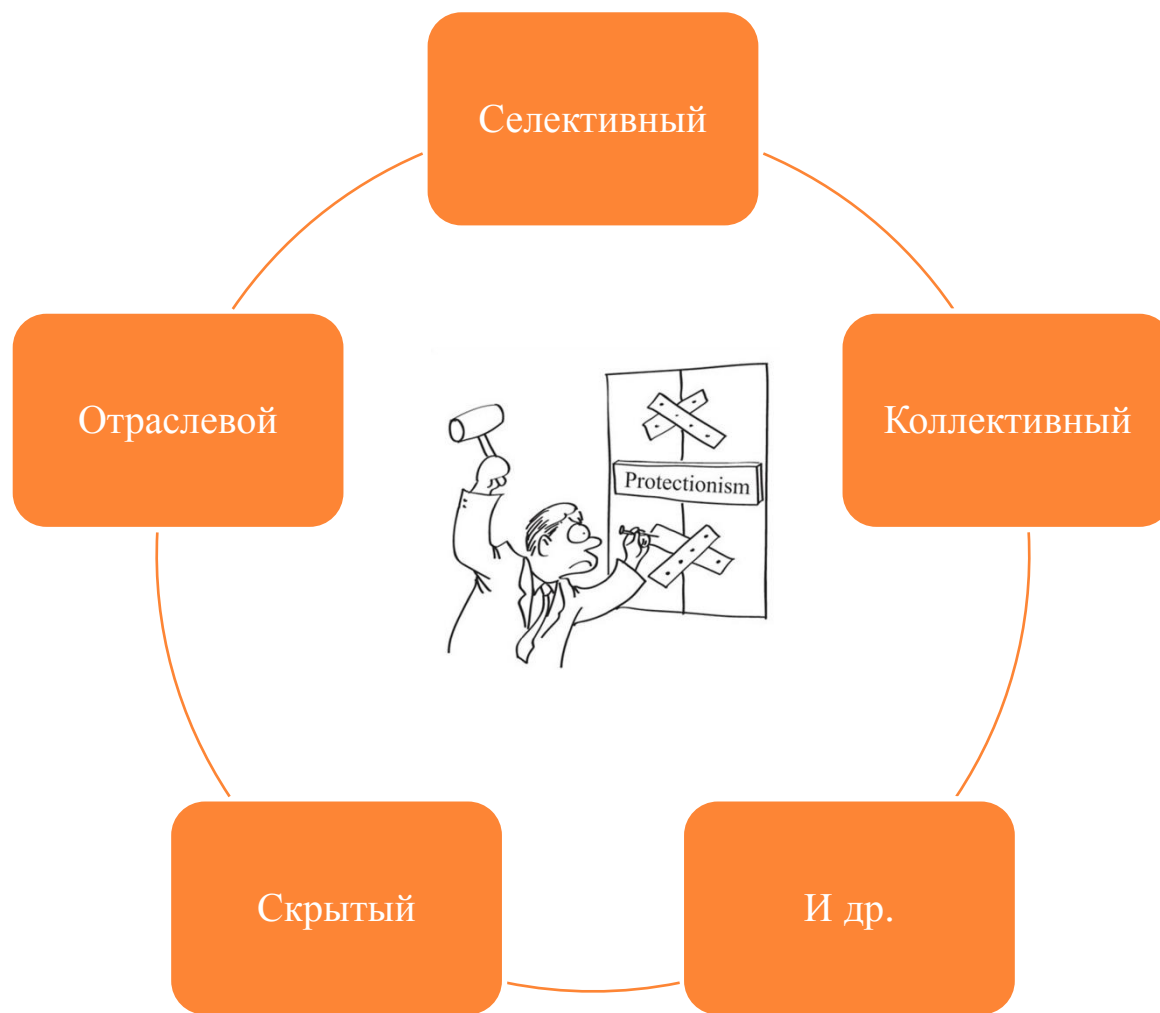 Селективный
Отраслевой
Коллективный
Protectionism
Скрытый
И др.